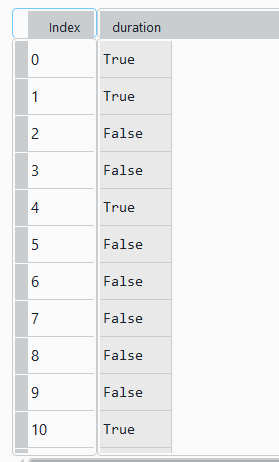 Index duration
0 True
1 True
2 False
3 False
4 True
5 False
6 False
7 False
8 False
9 False
10 True